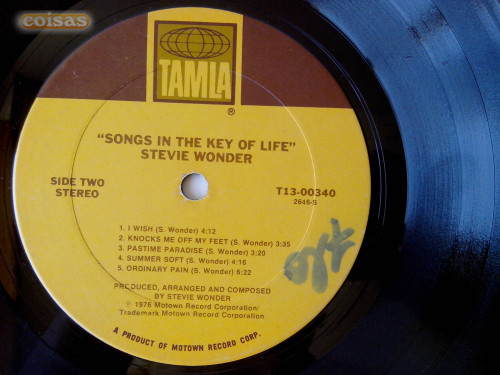 coisas
TAMLA
®
"SONGS IN THE KEY OF LIFE"
STEVIE WONDER
SIDE TWO
STEREO
T13-00340
2646-S
1. I WISH (S. Wonder) 4:12
2. KNOCKS ME OFF MY FEET (S. Wonder) 3:35
3. PASTIME PARADISE (S. Wonder) 3:20
4. SUMMER SOFT (S. Wonder) 4:16
5. ORDINARY PAIN (S. Wonder) 6:22
PRODUCED, ARRANGED AND COMPOSED
BY STEVIE WONDER
℗ 1976 Motown Record Corporation/
Trademark Motown Record Corporation
A PRODUCT OF MOTOWN RECORD CORP.